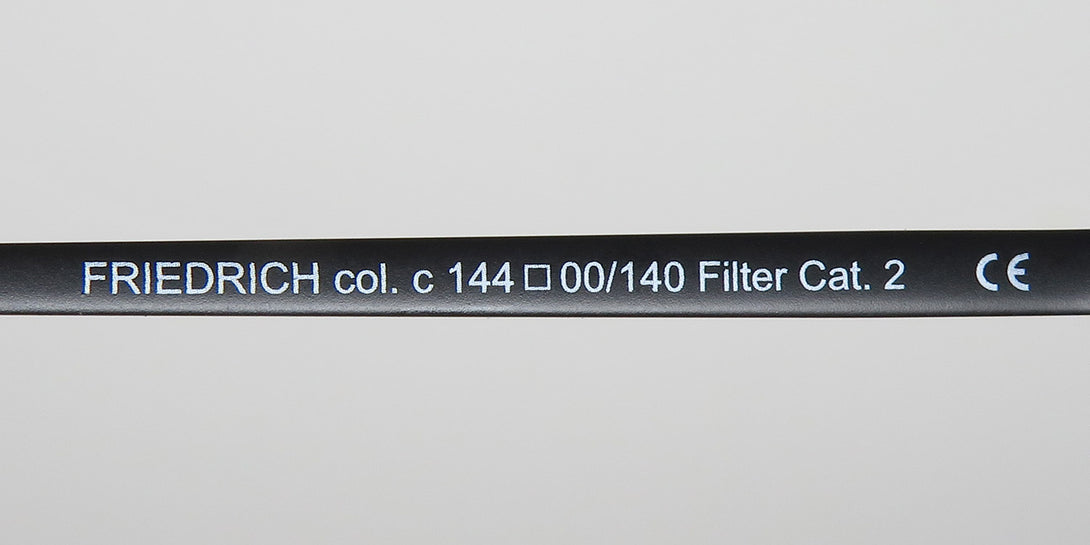 FRIEDRICH col. c 144□00/140 Filter Cat. 2 CE